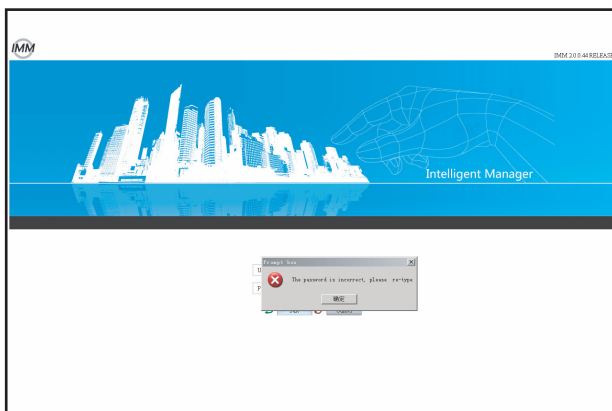 IMM
IMM 2.0.0.44 RELEASE
Intelligent Manager
Prompt box
U
The password is incorrect, please re-type
P
确定